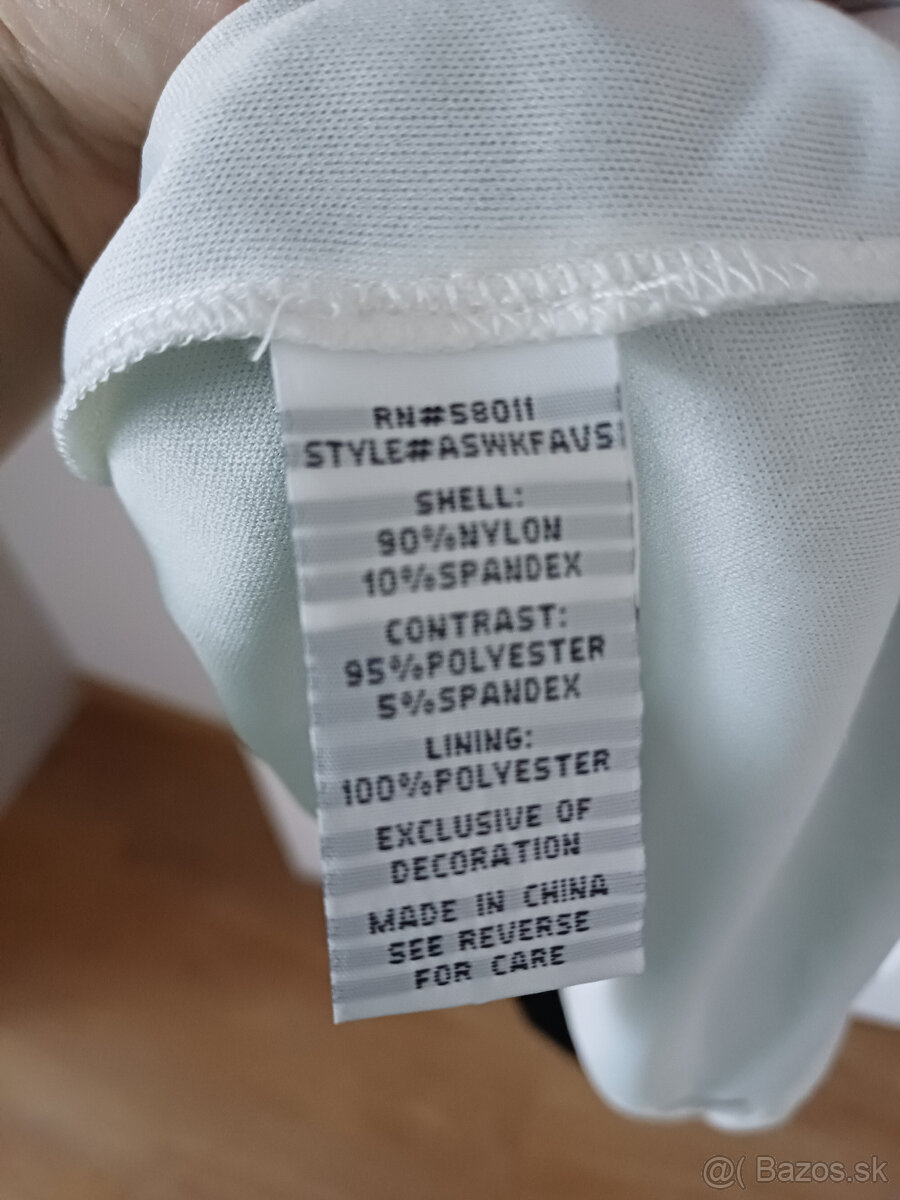 RN#58011
STYLE#ASWKFAVS
SHELL:
90%NYLON
10%SPANDEX
CONTRAST:
95%POLYESTER
5%SPANDEX
LINING:
100%POLYESTER
EXCLUSIVE OF
DECORATION
MADE IN CHINA
SEE REVERSE
FOR CARE
@( Bazos.sk